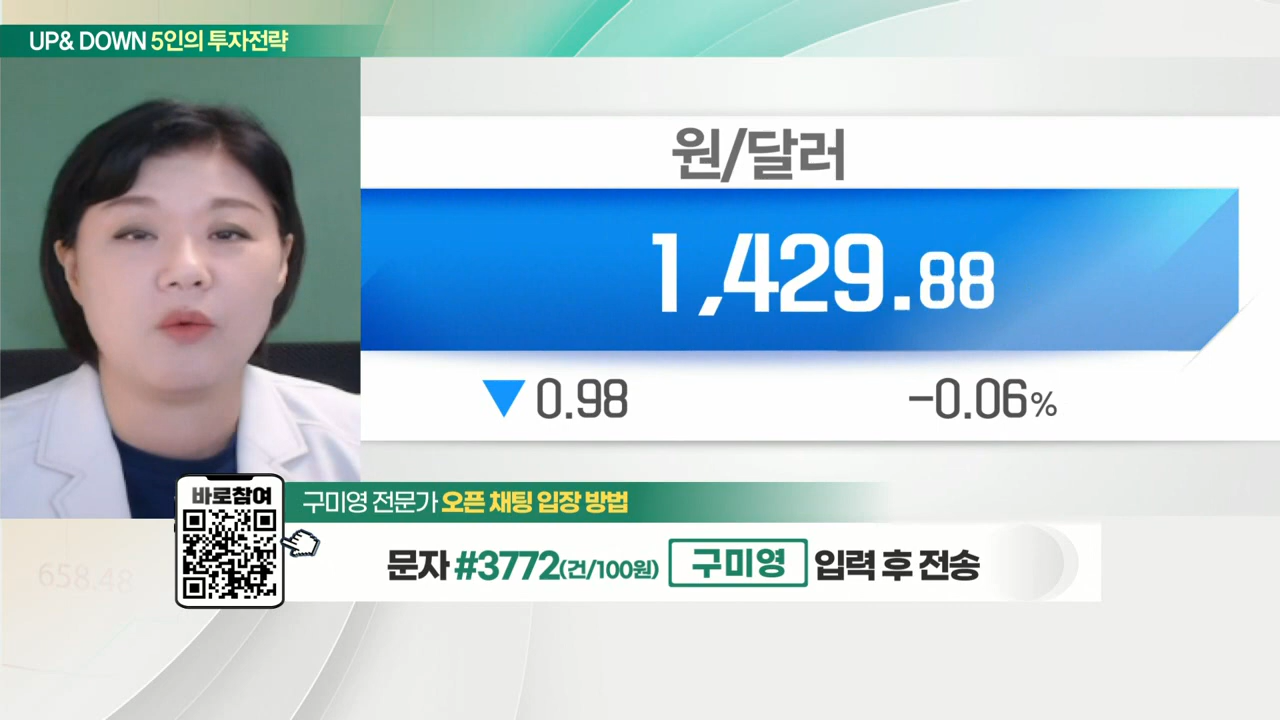 UP& DOWN 5인의 투자전략
원/달러
1,429.88
▼ 0.98 -0.06%
바로참여
구미영 전문가 오픈 채팅 입장 방법
문자 #3772(건/100원) 구미영 입력 후 전송
658.48